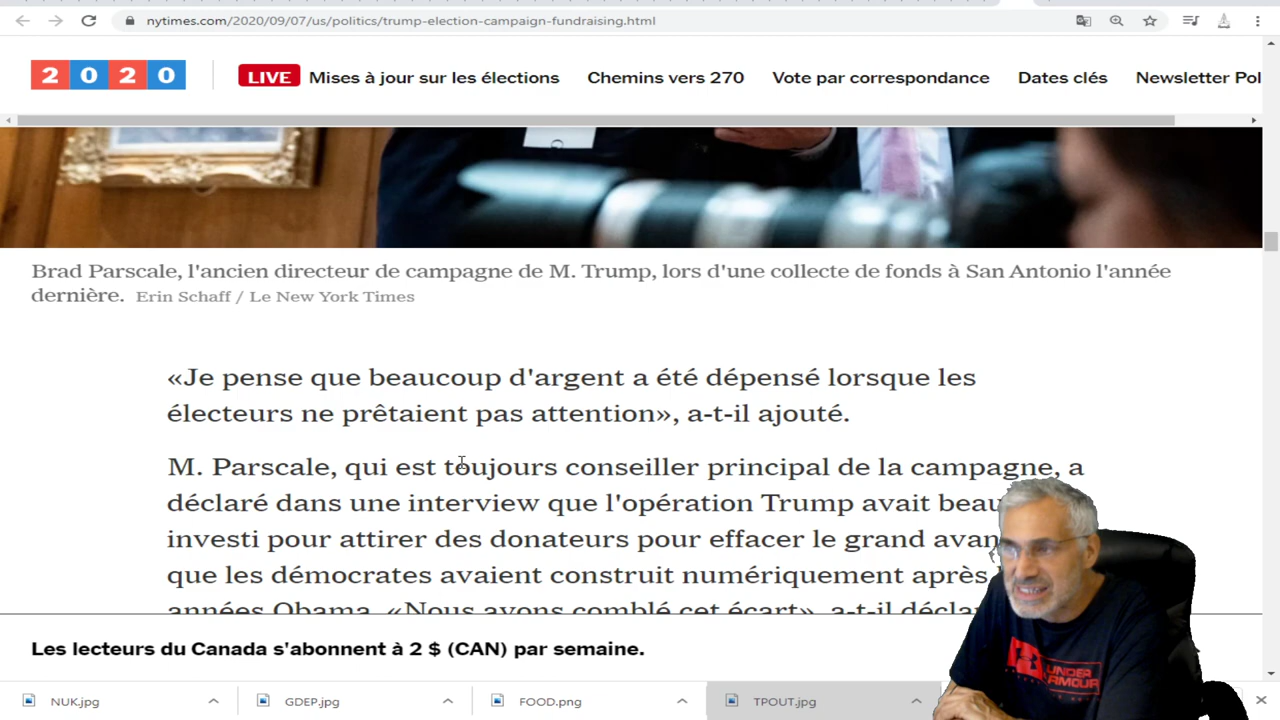 nytimes.com/2020/09/07/us/politics/trump-election-campaign-fundraising.html
2020 LIVE Mises à jour sur les élections Chemins vers 270 Vote par correspondance Dates clés Newsletter Pol
Brad Parscale, l'ancien directeur de campagne de M. Trump, lors d'une collecte de fonds à San Antonio l'année
dernière. Erin Schaff / Le New York Times
«Je pense que beaucoup d'argent a été dépensé lorsque les
électeurs ne prêtaient pas attention», a-t-il ajouté.
M. Parscale, qui est toujours conseiller principal de la campagne, a
déclaré dans une interview que l'opération Trump avait beau
investi pour attirer des donateurs pour effacer le grand avan
que les démocrates avaient construit numériquement après
années Obama. «Nous avons comblé cet écart», a-t-il déclar
Les lecteurs du Canada s'abonnent à 2 $ (CAN) par semaine.
NUK.jpg GDEP.jpg FOOD.png TPOUT.jpg
UNDER
ARMOUR